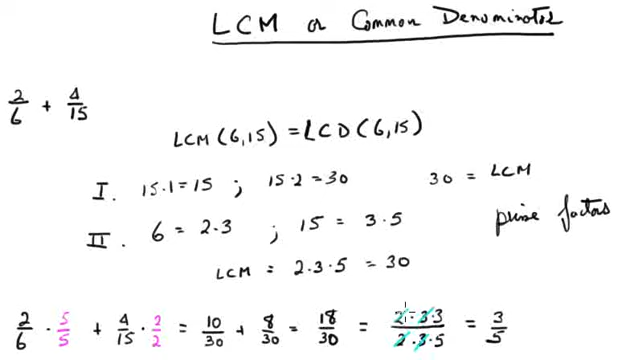 LCM or Common Denominator
2/6 + 4/15
LCM (6,15) = LCD (6,15)
I. 15·1=15 ; 15·2=30 30 = LCM
II. 6 = 2·3 ; 15 = 3·5 prime factors
LCM = 2·3·5 = 30
2/6 · 5/5 + 4/15 · 2/2 = 10/30 + 8/30 = 18/30 = 2·3·3/2·3·5 = 3/5